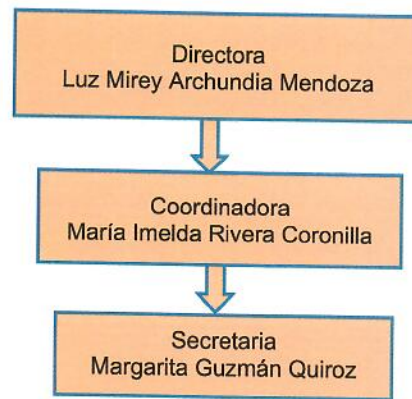 Directora
Luz Mirey Archundia Mendoza
Coordinadora
María Imelda Rivera Coronilla
Secretaria
Margarita Guzmán Quiroz